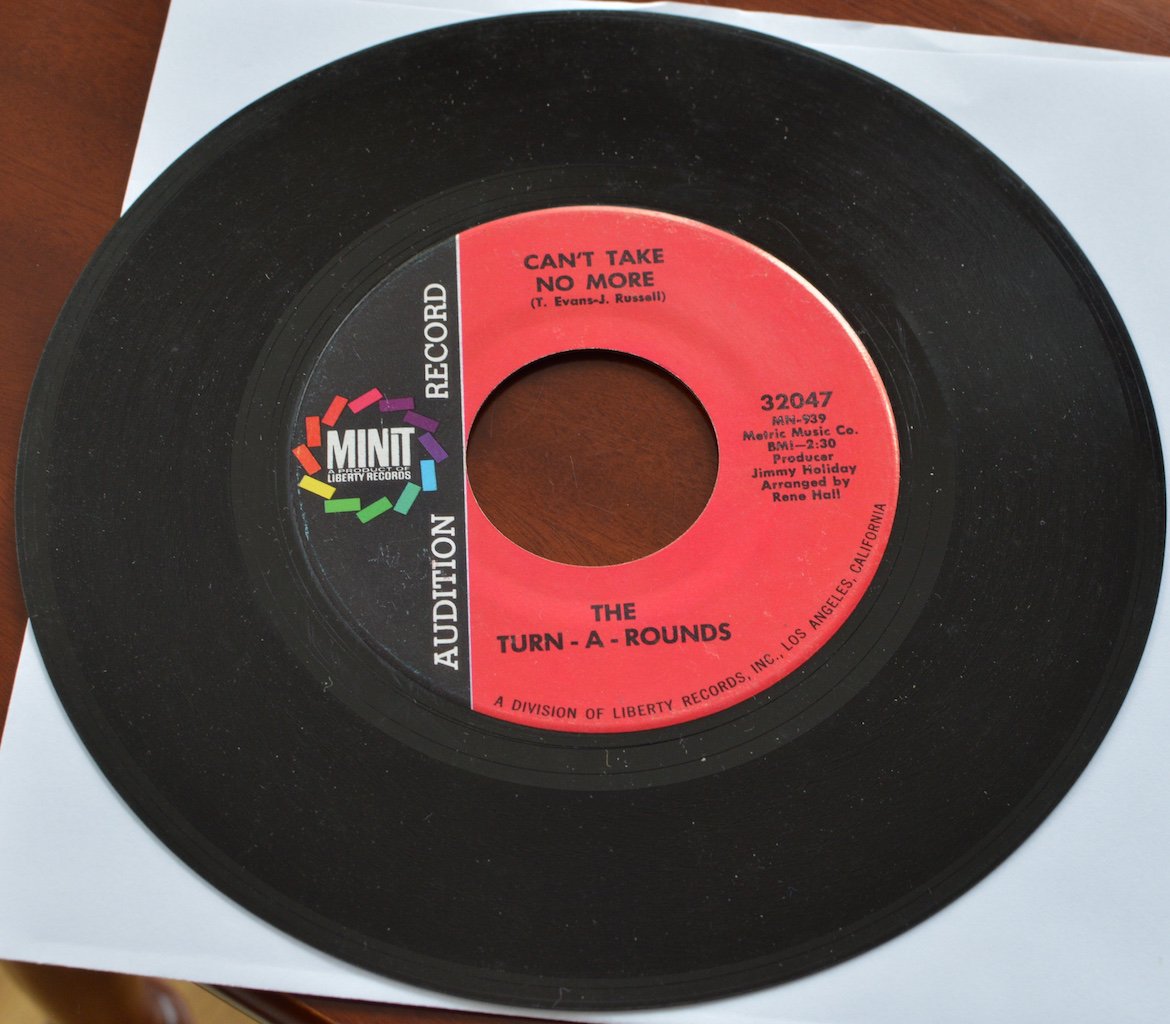 CAN'T TAKE
NO MORE
(T. Evans-J. Russell)
AUDITION RECORD
MINIT
A PRODUCT OF
LIBERTY RECORDS
32047
MN-939
Metric Music Co.
BMI—2:30
Producer
Jimmy Holiday
Arranged by
Rene Hall
THE
TURN - A - ROUNDS
A DIVISION OF LIBERTY RECORDS, INC., LOS ANGELES, CALIFORNIA